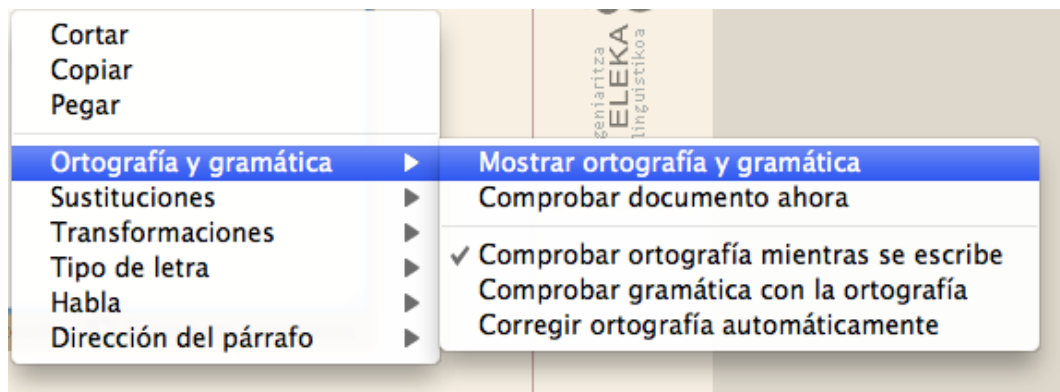 Cortar
Copiar
Pegar
Ortografía y gramática
Sustituciones
Transformaciones
Tipo de letra
Habla
Dirección del párrafo
geniaritza
ELEKA
linguistikoa
Mostrar ortografía y gramática
Comprobar documento ahora
✓ Comprobar ortografía mientras se escribe
Comprobar gramática con la ortografía
Corregir ortografía automáticamente